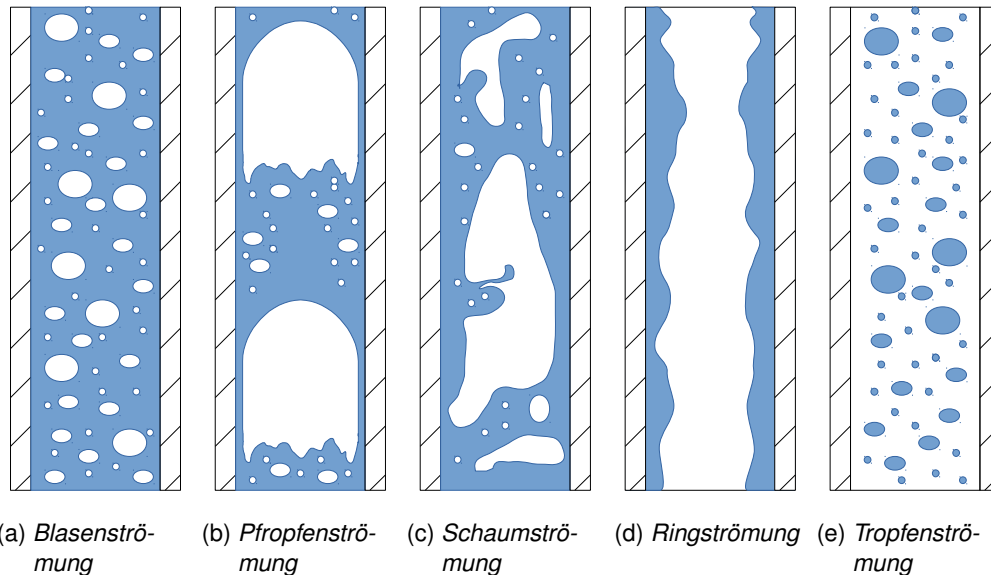 (a) Blasenströ-
mung
(b) Pfropfenströ-
mung
(c) Schaumströ-
mung
(d) Ringströmung
(e) Tropfenströ-
mung